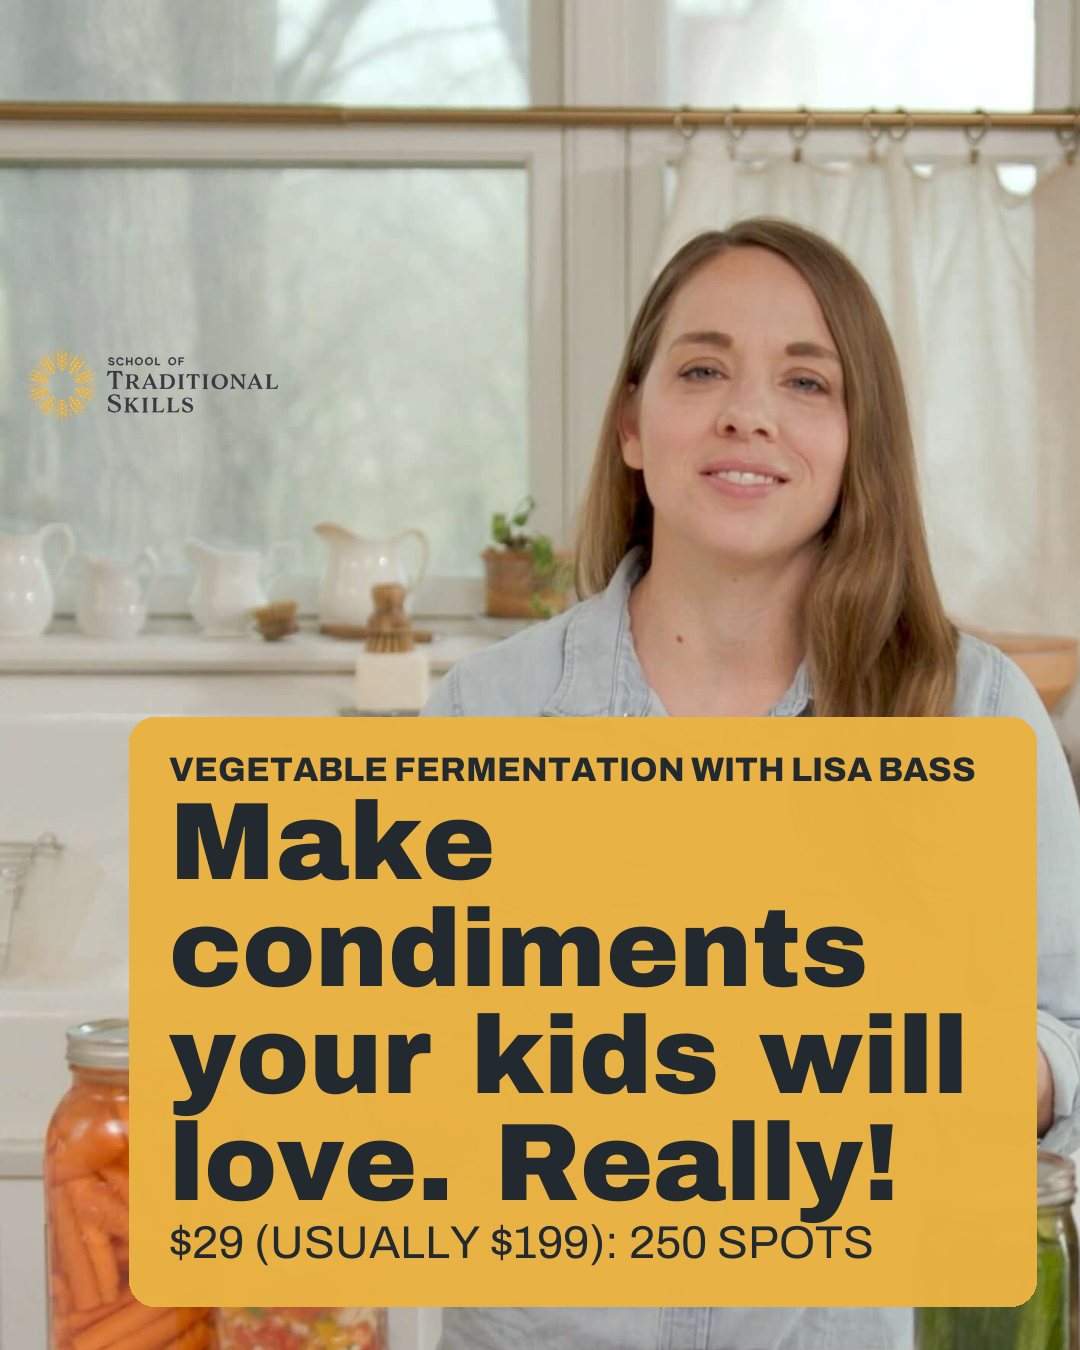 SCHOOL OF
TRADITIONAL
SKILLS
VEGETABLE FERMENTATION WITH LISA BASS
Make
condiments
your kids will
love. Really!
$29 (USUALLY $199): 250 SPOTS